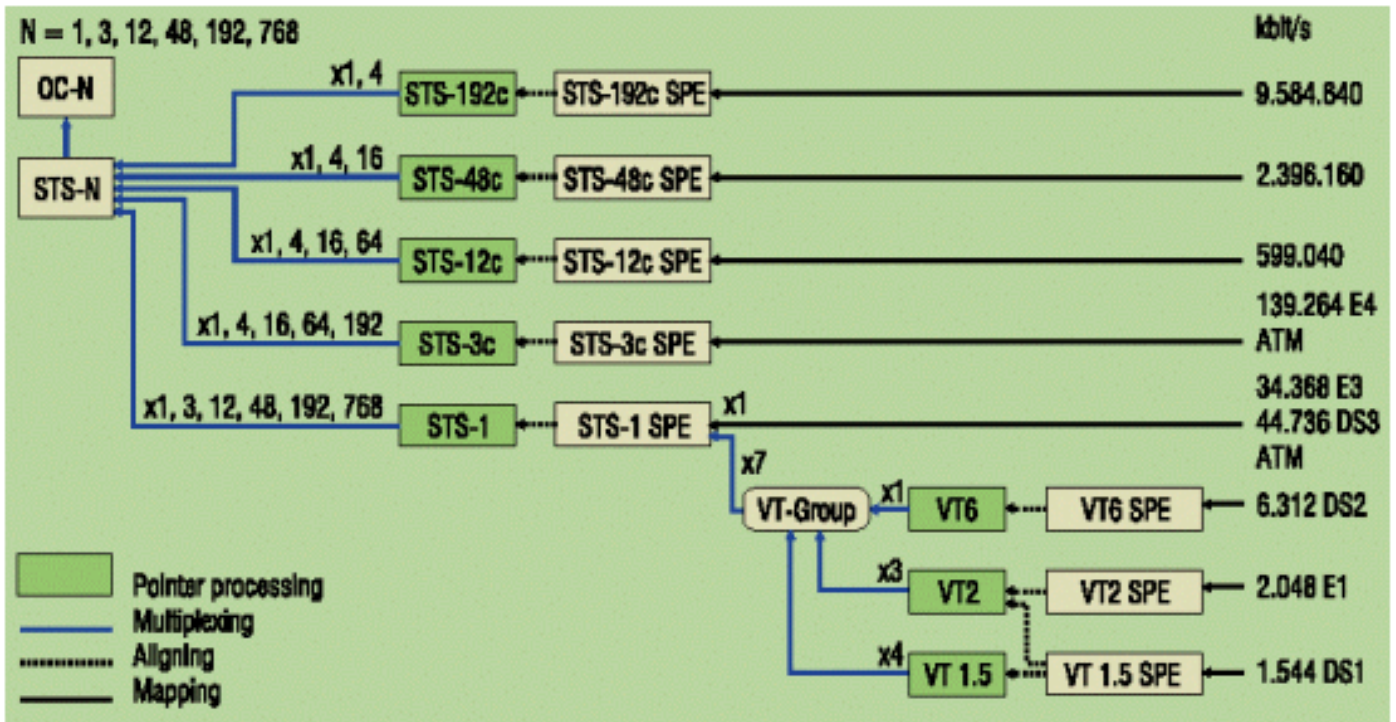 N = 1, 3, 12, 48, 192, 768
kbit/s
OC-N
x1, 4
STS-192c
STS-192c SPE
9.584.640
STS-N
x1, 4, 16
STS-48c
STS-48c SPE
2.396.160
x1, 4, 16, 64
STS-12c
STS-12c SPE
599.040
139.264 E4
x1, 4, 16, 64, 192
STS-3c
STS-3c SPE
ATM
34.368 E3
x1, 3, 12, 48, 192, 768
STS-1
STS-1 SPE
x1
44.736 DS3
ATM
x7
VT-Group
x1
VT6
VT6 SPE
6.312 DS2
x3
VT2
VT2 SPE
2.048 E1
x4
VT 1.5
VT 1.5 SPE
1.544 DS1
Pointer processing
Multiplexing
Aligning
Mapping